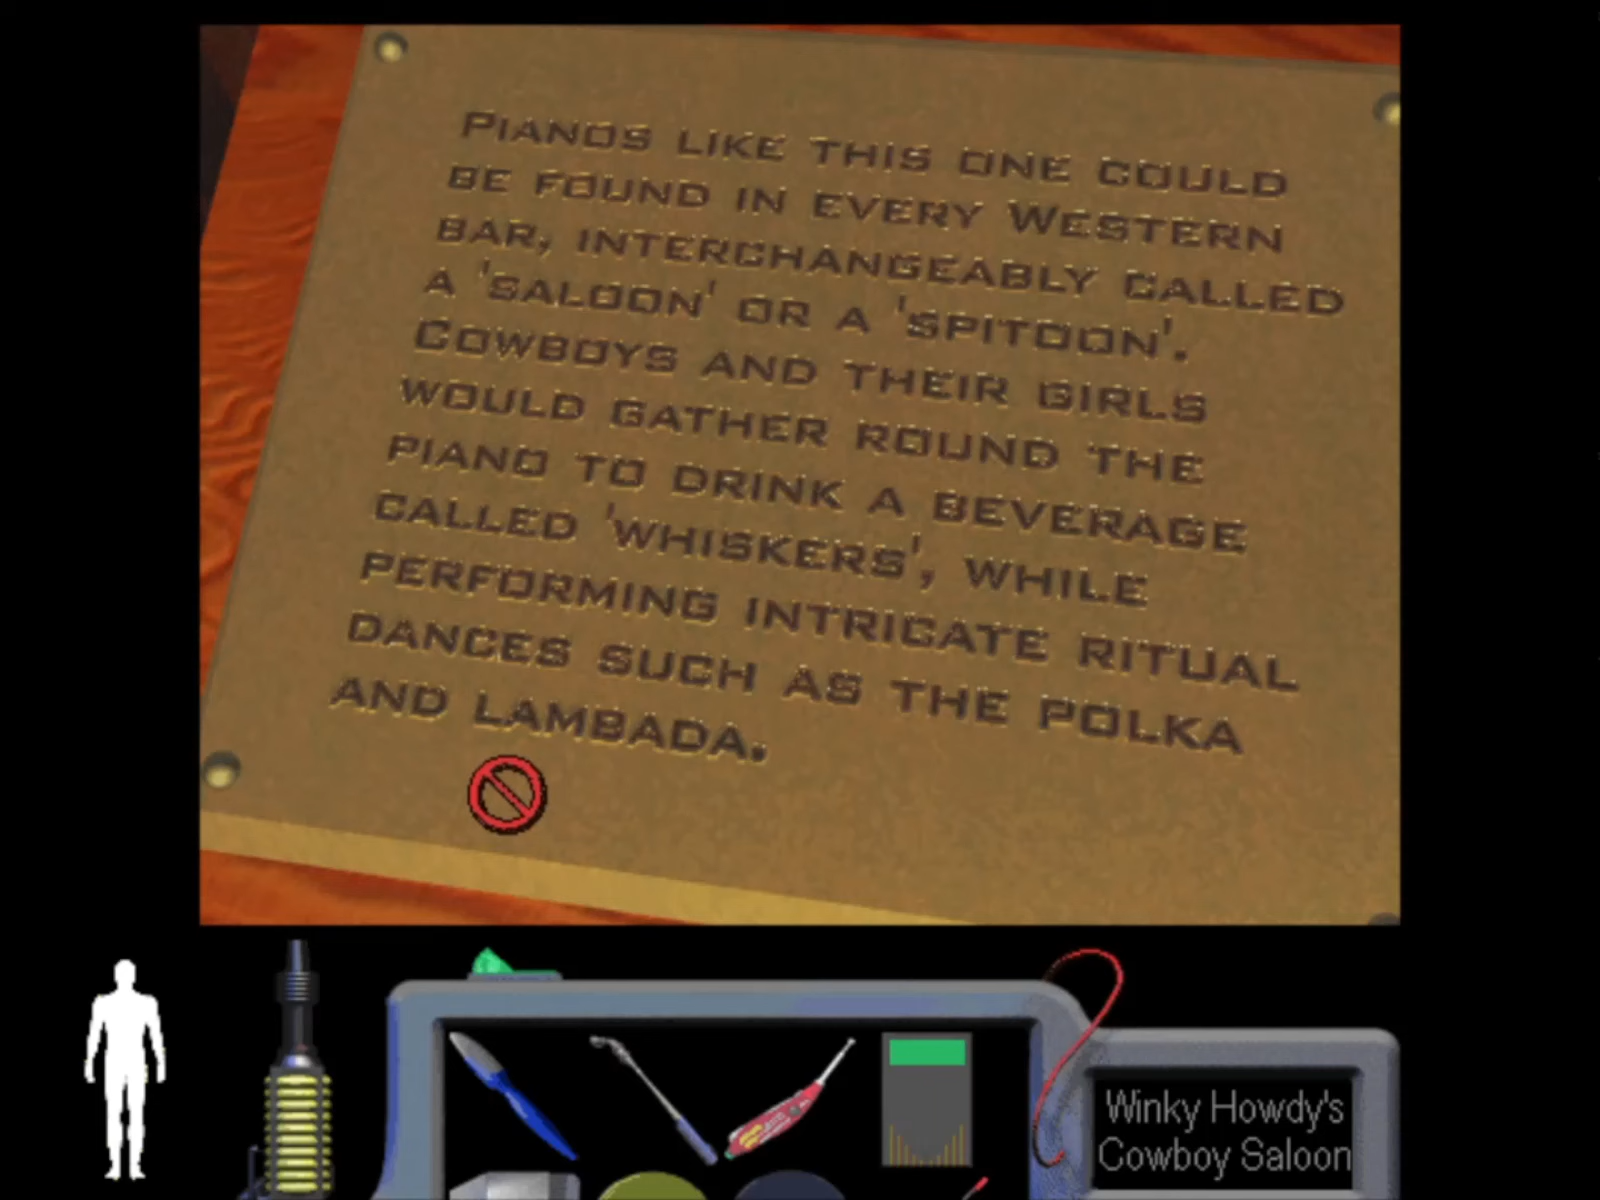 Pianos like this one could
be found in every Western
bar, interchangeably called
a 'saloon' or a 'spitoon'.
Cowboys and their girls
would gather round the
piano to drink a beverage
called 'whiskers', while
performing intricate ritual
dances such as the polka
and lambada.
Winky Howdy's
Cowboy Saloon